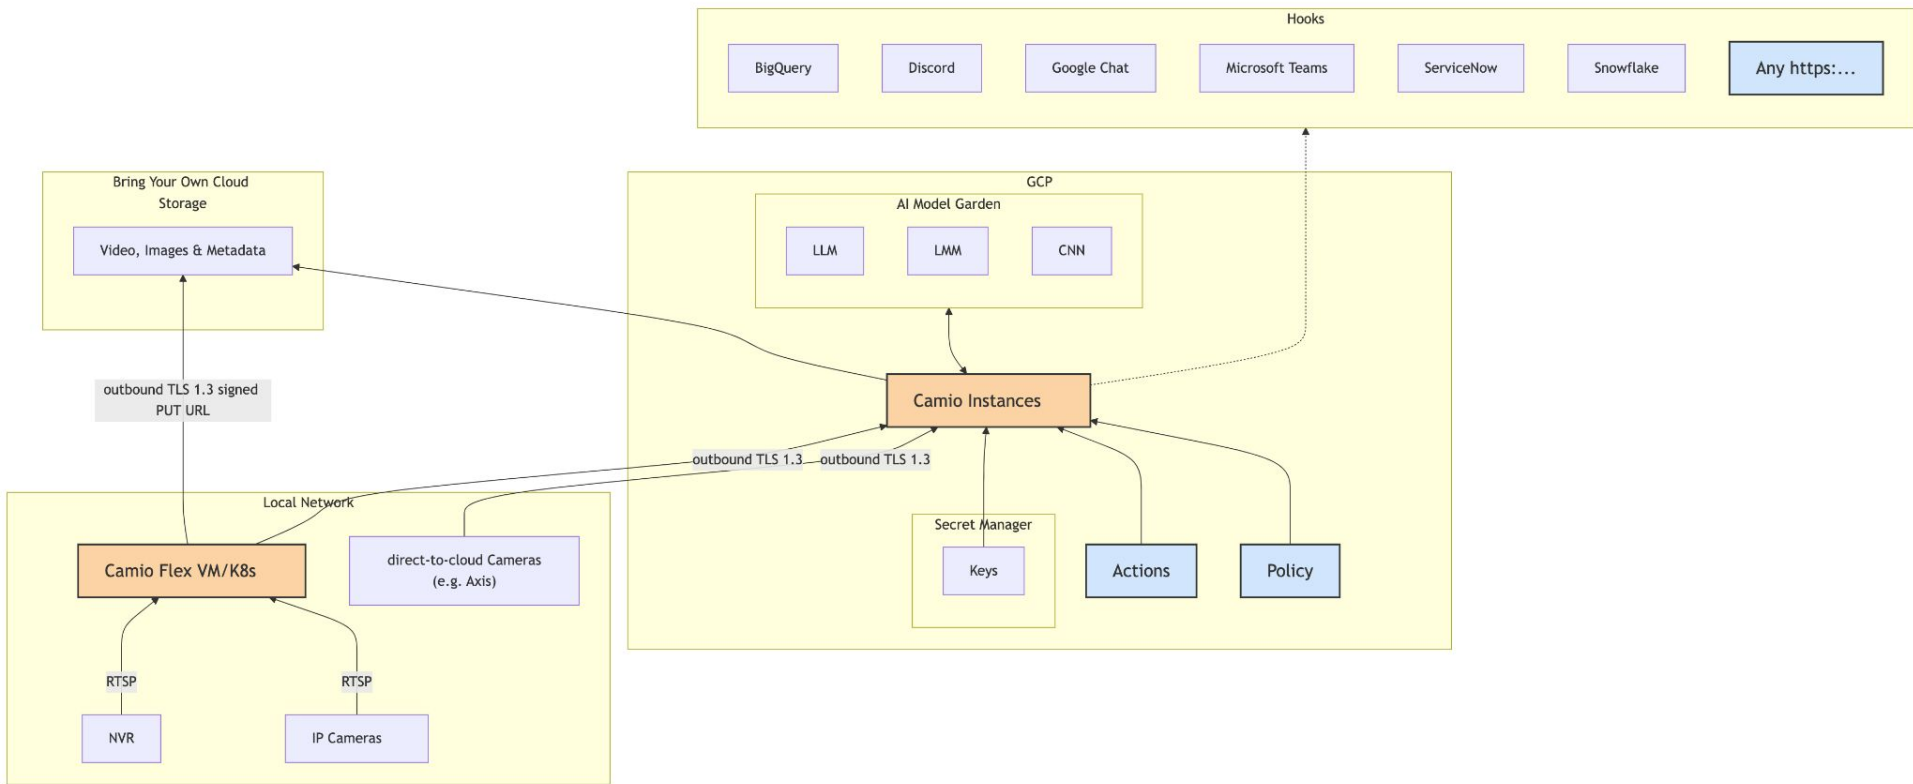 Hooks
BigQuery
Discord
Google Chat
Microsoft Teams
ServiceNow
Snowflake
Any https:...
Bring Your Own Cloud
Storage
Video, Images & Metadata
GCP
AI Model Garden
LLM
LMM
CNN
outbound TLS 1.3 signed
PUT URL
Camio Instances
outbound TLS 1.3
outbound TLS 1.3
Local Network
Camio Flex VM/K8s
direct-to-cloud Cameras
(e.g. Axis)
Secret Manager
Keys
Actions
Policy
RTSP
RTSP
NVR
IP Cameras